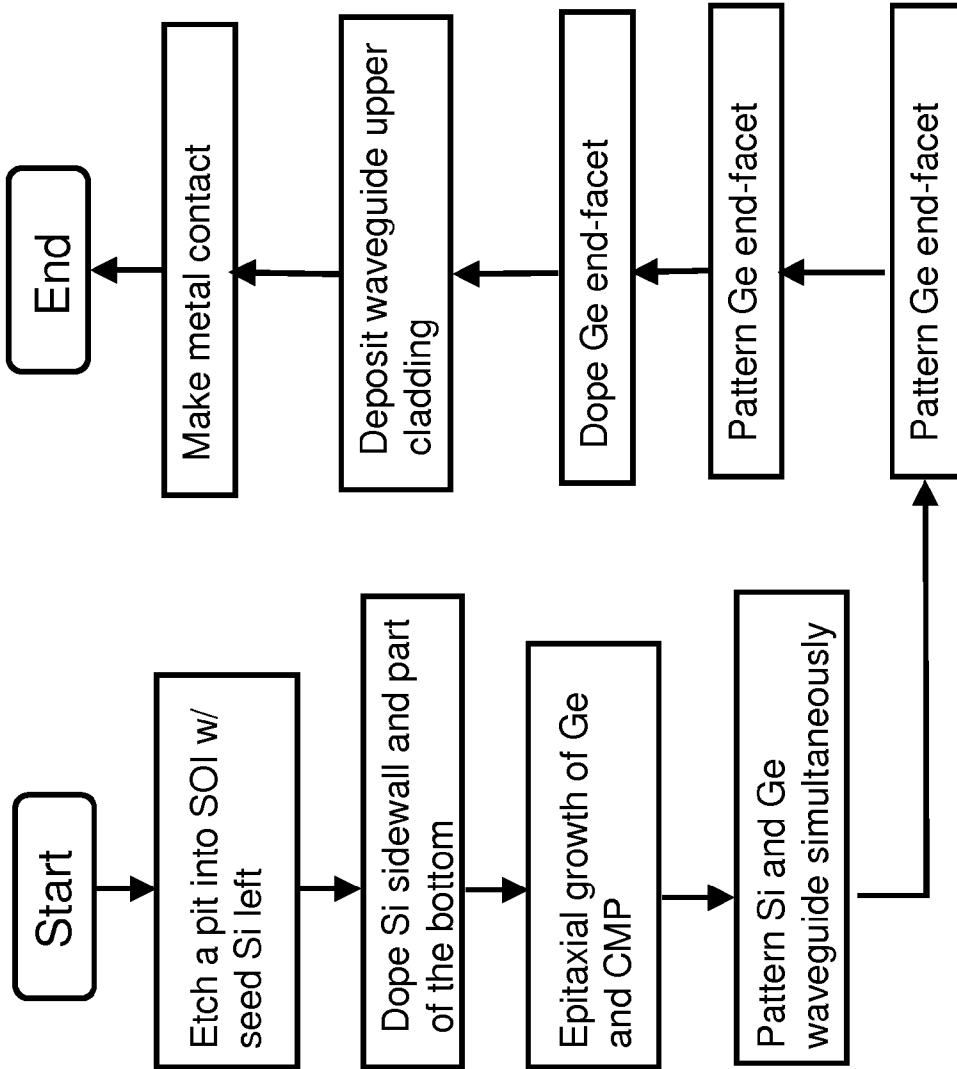 Start
Etch a pit into SOI w/
seed Si left
Dope Si sidewall and part
of the bottom
Epitaxial growth of Ge
and CMP
Pattern Si and Ge
waveguide simultaneously
Pattern Ge end-facet
Pattern Ge end-facet
Dope Ge end-facet
Deposit waveguide upper
cladding
Make metal contact
End